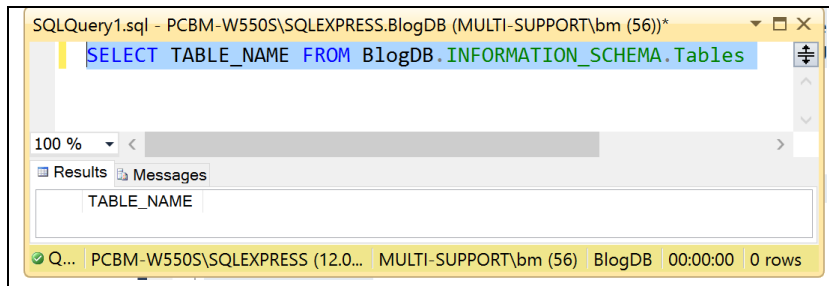 SQLQuery1.sql - PCBM-W550S\SQLEXPRESS.BlogDB (MULTI-SUPPORT\bm (56))*
SELECT TABLE_NAME FROM BlogDB.INFORMATION_SCHEMA.Tables
100 %
Results Messages
TABLE_NAME
Q... PCBM-W550S\SQLEXPRESS (12.0... MULTI-SUPPORT\bm (56) BlogDB 00:00:00 0 rows